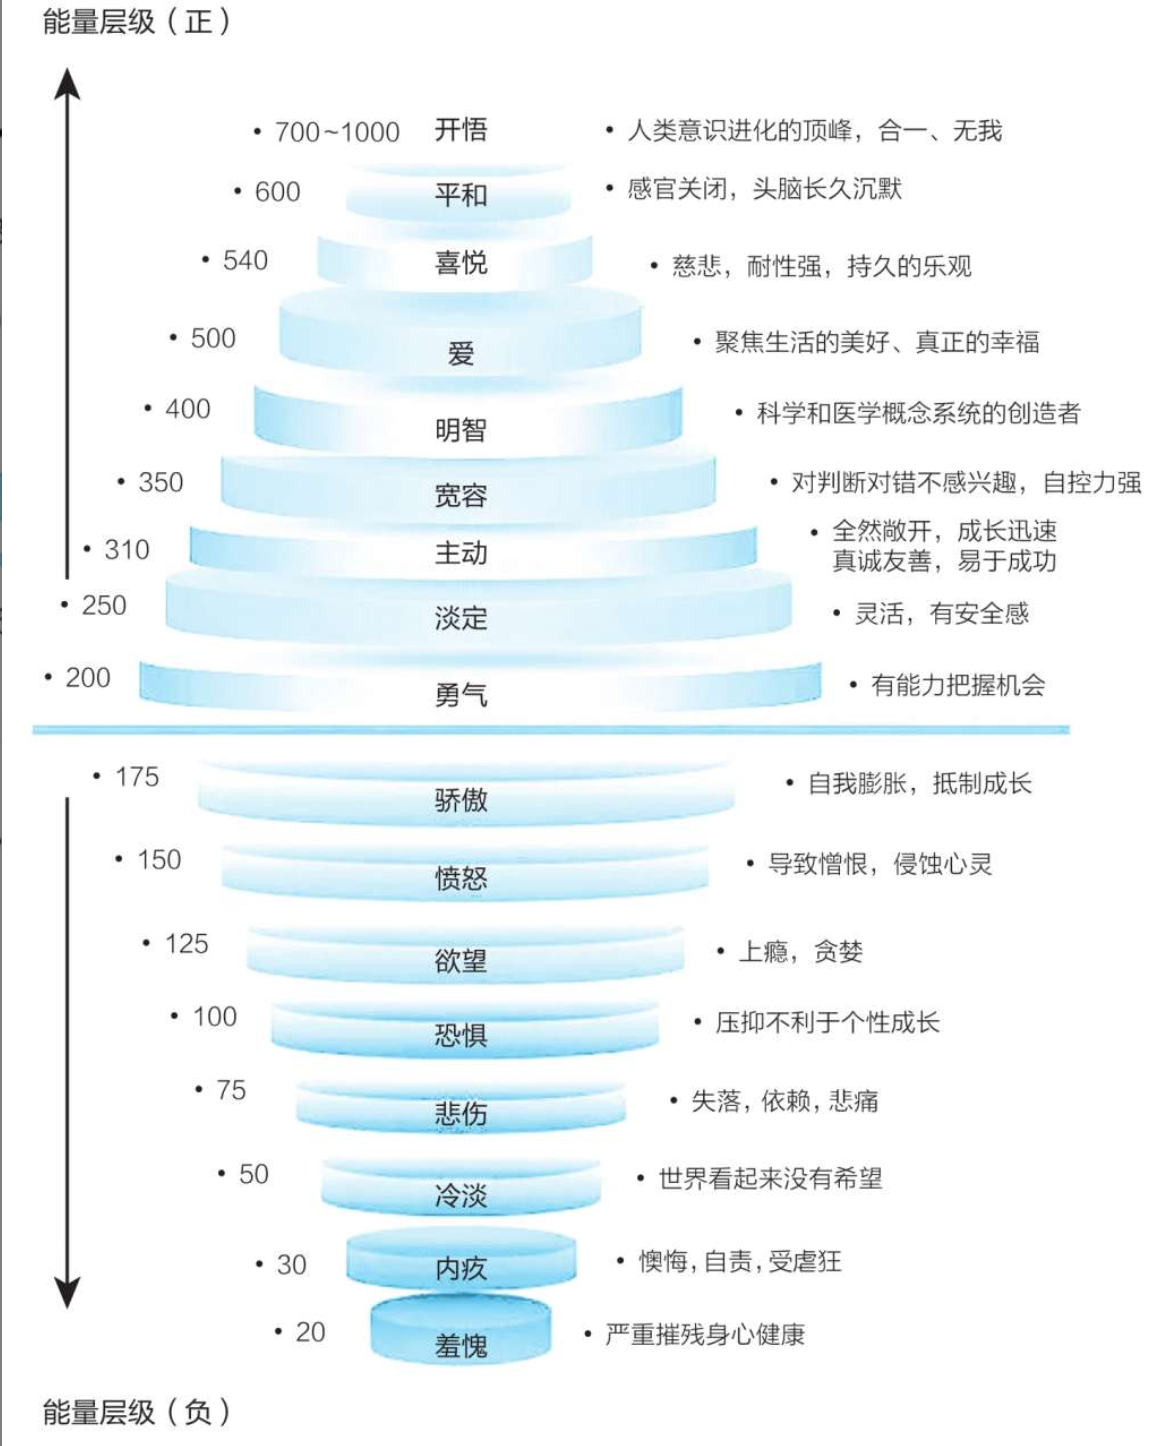 能量层级（正）
• 700~1000 开悟 • 人类意识进化的顶峰，合一、无我
• 600 平和 • 感官关闭，头脑长久沉默
• 540 喜悦 • 慈悲，耐性强，持久的乐观
• 500 爱 • 聚焦生活的美好、真正的幸福
• 400 明智 • 科学和医学概念系统的创造者
• 350 宽容 • 对判断对错不感兴趣，自控力强
• 310 主动 • 全然敞开，成长迅速
真诚友善，易于成功
• 250 淡定 • 灵活，有安全感
• 200 勇气 • 有能力把握机会
• 175 骄傲 • 自我膨胀，抵制成长
• 150 愤怒 • 导致憎恨，侵蚀心灵
• 125 欲望 • 上瘾，贪婪
• 100 恐惧 • 压抑不利于个性成长
• 75 悲伤 • 失落，依赖，悲痛
• 50 冷淡 • 世界看起来没有希望
• 30 内疚 • 懊悔，自责，受虐狂
• 20 羞愧 • 严重摧残身心健康
能量层级（负）